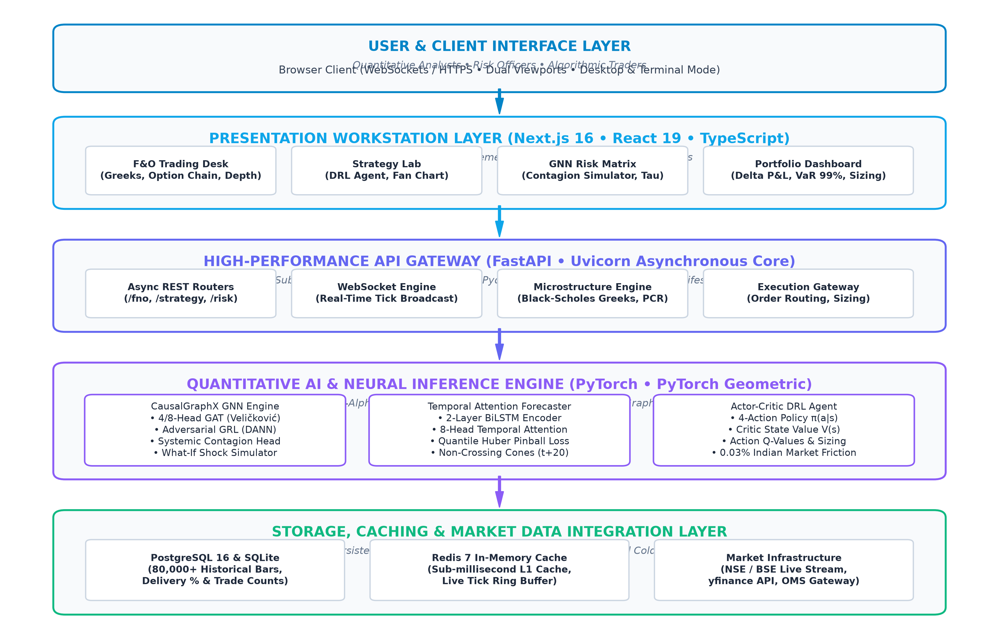 USER & CLIENT INTERFACE LAYER
Quantitative Analysts • Risk Officers • Algorithmic Traders
Browser Client (WebSockets / HTTPS • Dual Viewports • Desktop & Terminal Mode)
PRESENTATION WORKSTATION LAYER (Next.js 16 • React 19 • TypeScript)
F&O Trading Desk
(Greeks, Option Chain, Depth)
Strategy Lab
(DRL Agent, Fan Chart)
GNN Risk Matrix
(Contagion Simulator, Tau)
Portfolio Dashboard
(Delta P&L, VaR 99%, Sizing)
HIGH-PERFORMANCE API GATEWAY (FastAPI • Uvicorn Asynchronous Core)
Async REST Routers
(/fno, /strategy, /risk)
WebSocket Engine
(Real-Time Tick Broadcast)
Microstructure Engine
(Black-Scholes Greeks, PCR)
Execution Gateway
(Order Routing, Sizing)
QUANTITATIVE AI & NEURAL INFERENCE ENGINE (PyTorch • PyTorch Geometric)
CausalGraphX GNN Engine
• 4/8-Head GAT (Veličković)
• Adversarial GRL (DANN)
• Systemic Contagion Head
• What-If Shock Simulator
Temporal Attention Forecaster
• 2-Layer BiLSTM Encoder
• 8-Head Temporal Attention
• Quantile Huber Pinball Loss
• Non-Crossing Cones (t+20)
Actor-Critic DRL Agent
• 4-Action Policy π(a|s)
• Critic State Value V(s)
• Action Q-Values & Sizing
• 0.03% Indian Market Friction
STORAGE, CACHING & MARKET DATA INTEGRATION LAYER
PostgreSQL 16 & SQLite
(80,000+ Historical Bars,
Delivery % & Trade Counts)
Redis 7 In-Memory Cache
(Sub-millisecond L1 Cache,
Live Tick Ring Buffer)
Market Infrastructure
(NSE / BSE Live Stream,
yfinance API, OMS Gateway)